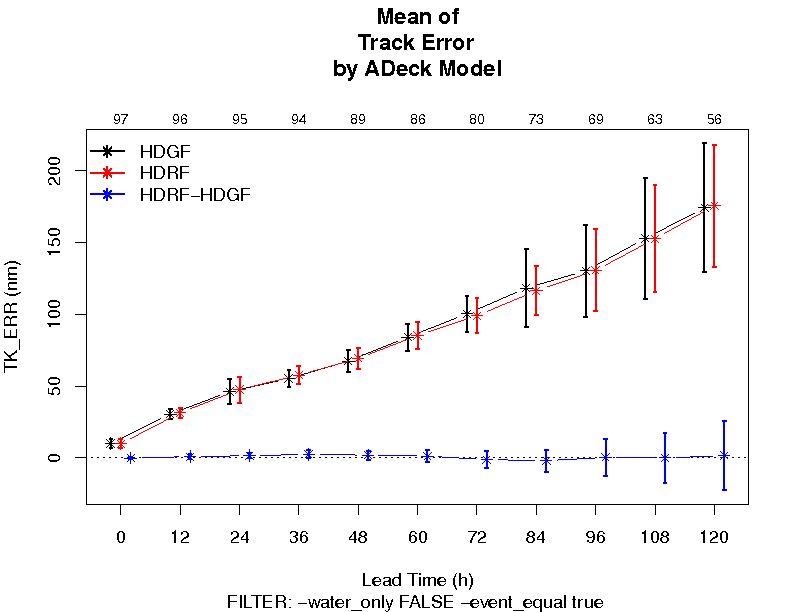 Mean of
Track Error
by ADeck Model
97 96 95 94 89 86 80 73 69 63 56
HDGF
HDRF
HDRF−HDGF
200
150
100
50
0
TK_ERR (nm)
0 12 24 36 48 60 72 84 96 108 120
Lead Time (h)
FILTER: −water_only FALSE −event_equal true